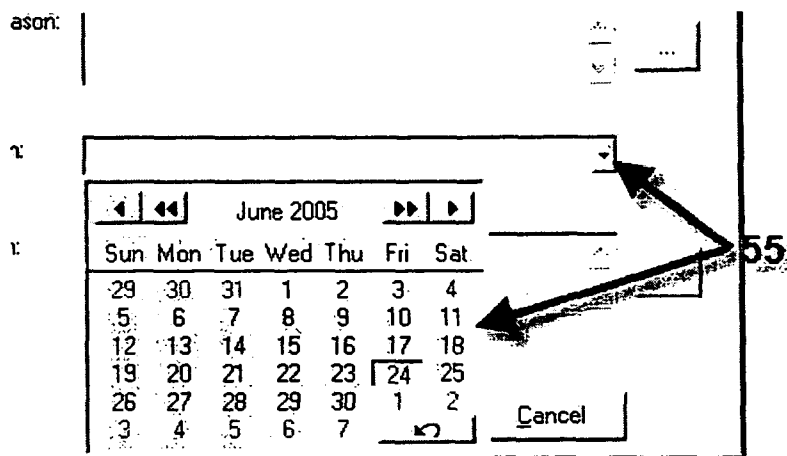 ason:
...
June 2005
Sun Mon Tue Wed Thu Fri Sat
55
29 30 31 1 2 3 4
5 6 7 8 9 10 11
12 13 14 15 16 17 18
19 20 21 22 23 24 25
26 27 28 29 30 1 2
Cancel
3 4 5 6 7